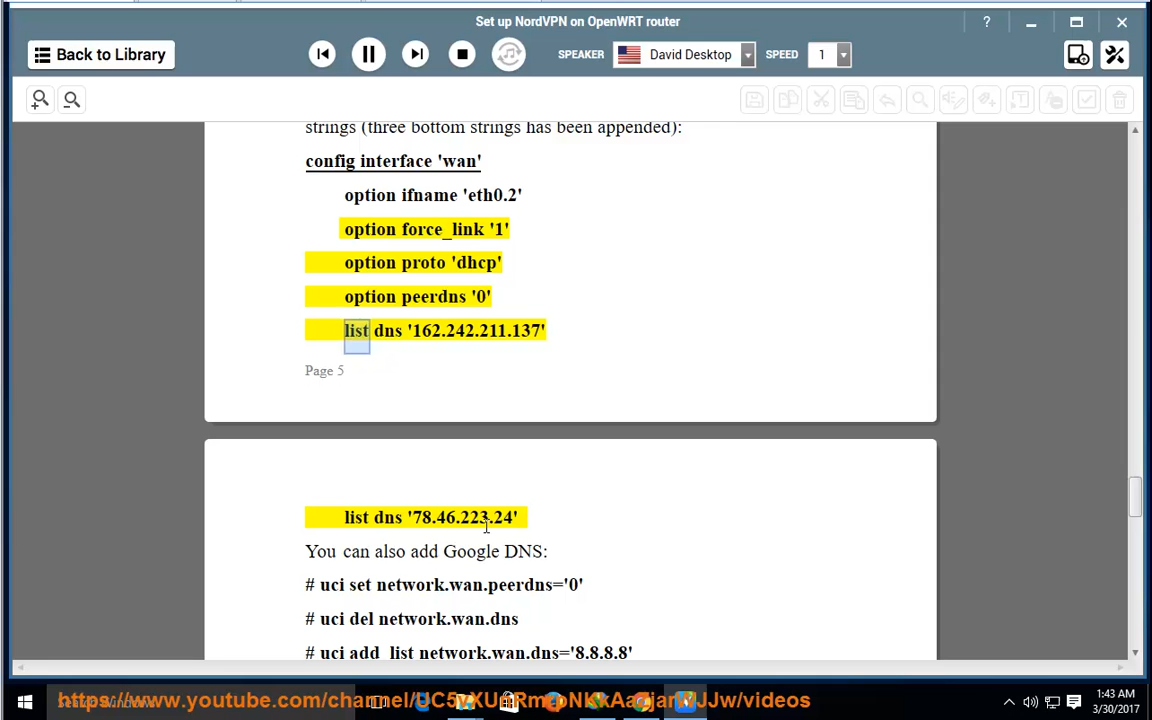 Set up NordVPN on OpenWRT router
?
Back to Library
SPEAKER
David Desktop
SPEED
1
strings (three bottom strings has been appended):
config interface 'wan'
option ifname 'eth0.2'
option force_link '1'
option proto 'dhcp'
option peerdns '0'
list dns '162.242.211.137'
Page 5
list dns '78.46.223.24'
You can also add Google DNS:
# uci set network.wan.peerdns='0'
# uci del network.wan.dns
# uci add_list network.wan.dns='8.8.8.8'
1:43 AM
3/30/2017